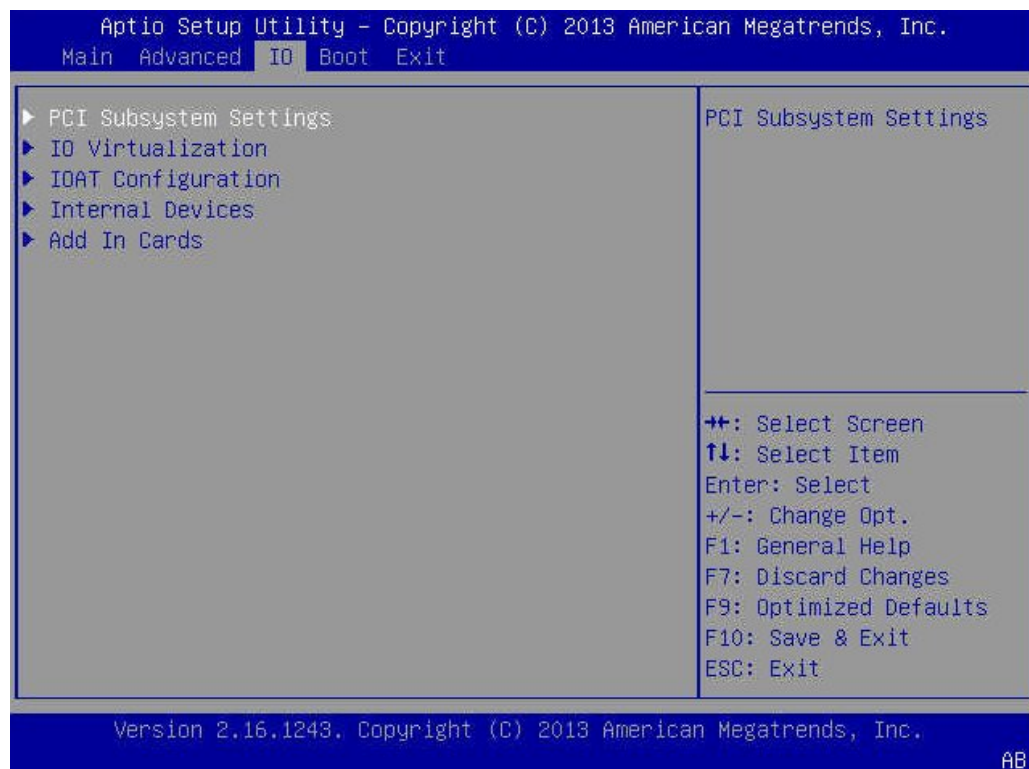 Aptio Setup Utility – Copyright (C) 2013 American Megatrends, Inc.
Main Advanced IO Boot Exit
PCI Subsystem Settings
IO Virtualization
IOAT Configuration
Internal Devices
Add In Cards
PCI Subsystem Settings
→←: Select Screen
↑↓: Select Item
Enter: Select
+/-: Change Opt.
F1: General Help
F7: Discard Changes
F9: Optimized Defaults
F10: Save & Exit
ESC: Exit
Version 2.16.1243. Copyright (C) 2013 American Megatrends, Inc.
AB